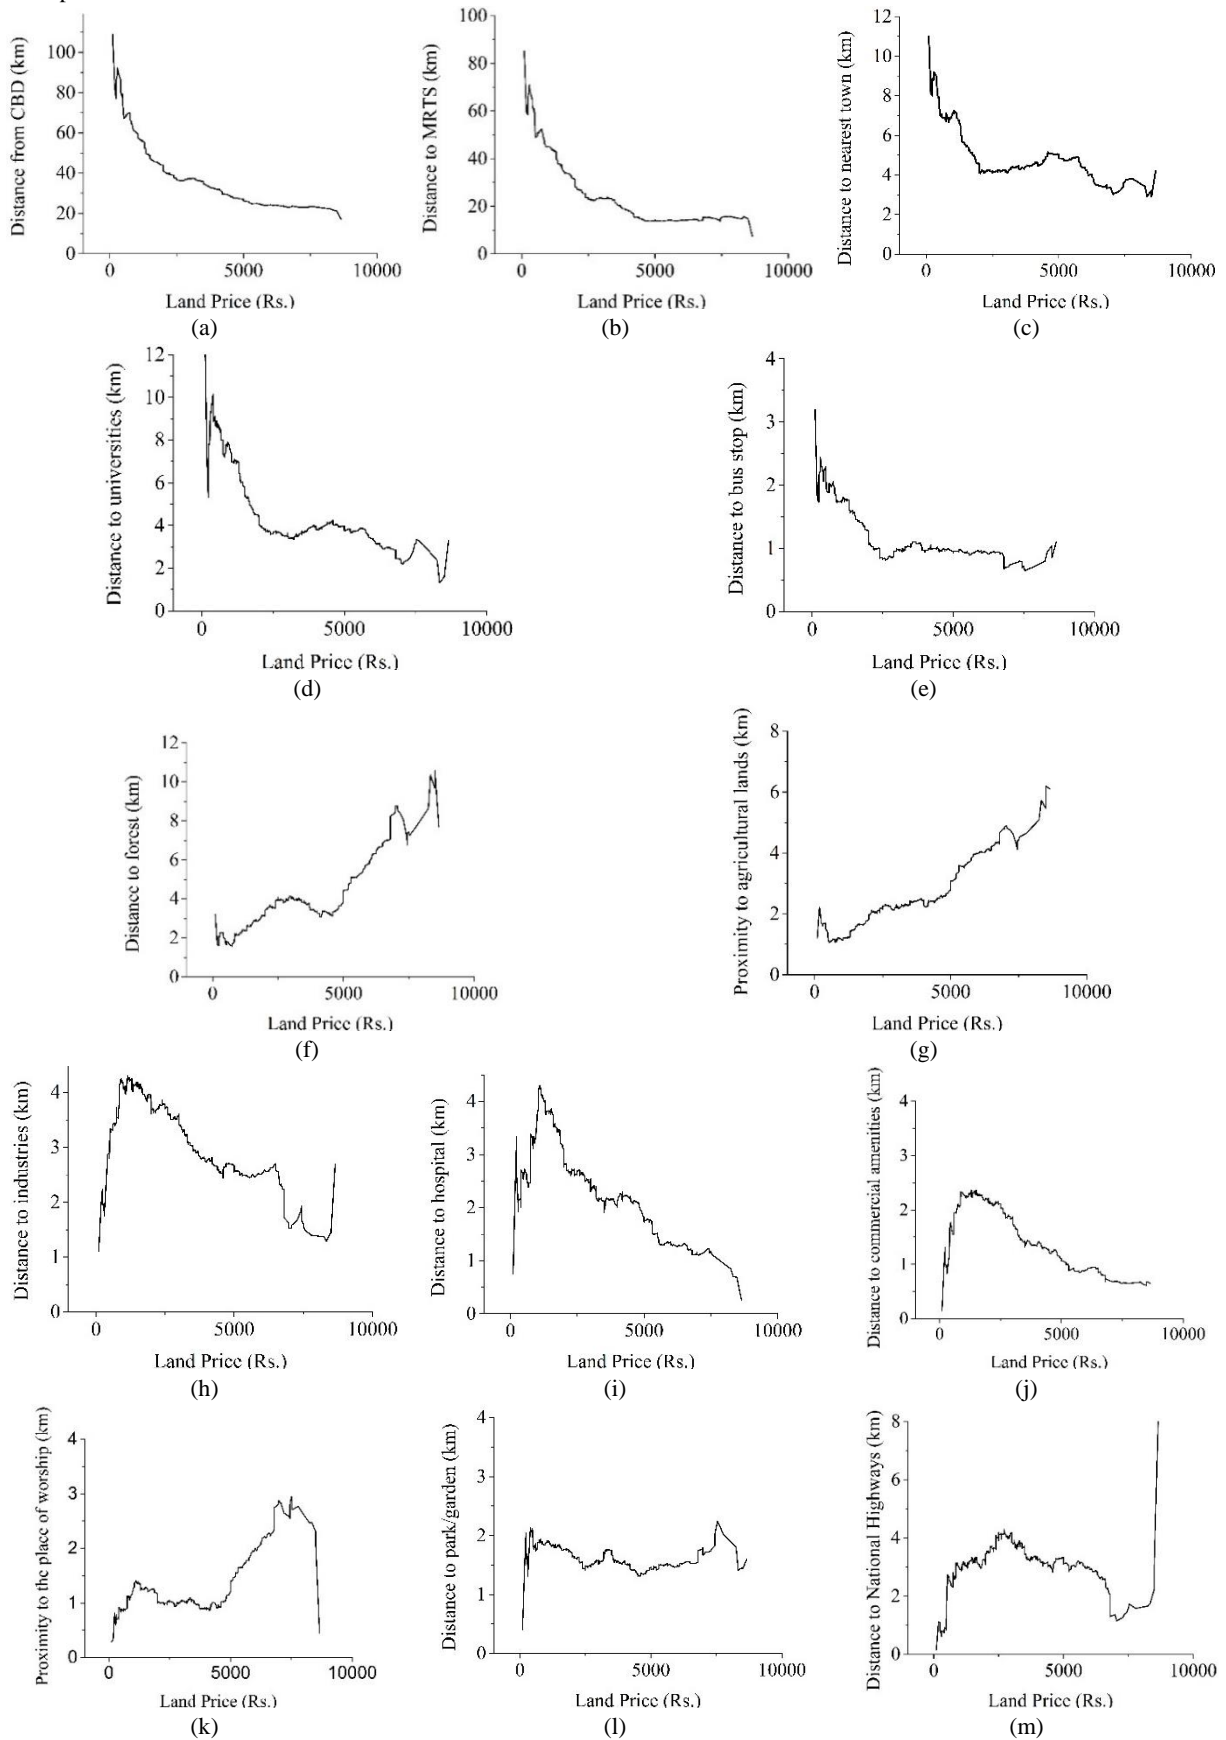 Distance from CBD (km)
100
80
60
40
20
0
0 5000 10000
Land Price (Rs.)
(a)
Distance to MRTS (km)
100
80
60
40
20
0
0 5000 10000
Land Price (Rs.)
(b)
Distance to nearest town (km)
12
10
8
6
4
2
0
0 5000 10000
Land Price (Rs.)
(c)
Distance to universities (km)
12
10
8
6
4
2
0
0 5000 10000
Land Price (Rs.)
(d)
Distance to bus stop (km)
4
3
2
1
0
0 5000 10000
Land Price (Rs.)
(e)
Distance to forest (km)
12
10
8
6
4
2
0
0 5000 10000
Land Price (Rs.)
(f)
Proximity to agricultural lands (km)
8
6
4
2
0
0 5000 10000
Land Price (Rs.)
(g)
Distance to industries (km)
4
3
2
1
0
0 5000 10000
Land Price (Rs.)
(h)
Distance to hospital (km)
4
3
2
1
0
0 5000 10000
Land Price (Rs.)
(i)
Distance to commercial amenities (km)
4
3
2
1
0
0 5000 10000
Land Price (Rs.)
(j)
Proximity to the place of worship (km)
4
3
2
1
0
0 5000 10000
Land Price (Rs.)
(k)
Distance to park/garden (km)
4
3
2
1
0
0 5000 10000
Land Price (Rs.)
(l)
Distance to National Highways (km)
8
6
4
2
0
0 5000 10000
Land Price (Rs.)
(m)